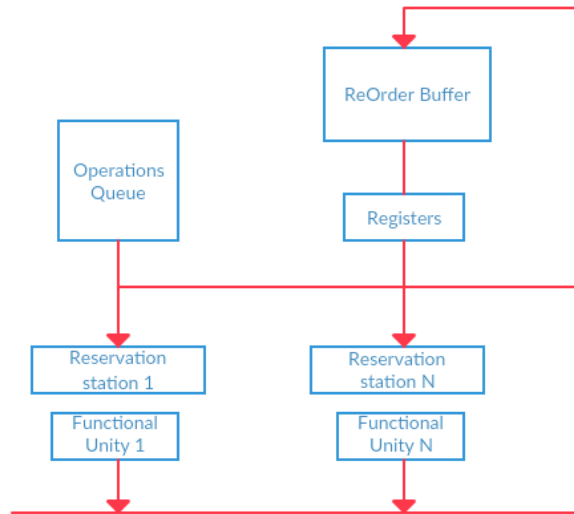 ReOrder Buffer
Operations
Queue
Registers
Reservation
station 1
Reservation
station N
Functional
Unity 1
Functional
Unity N